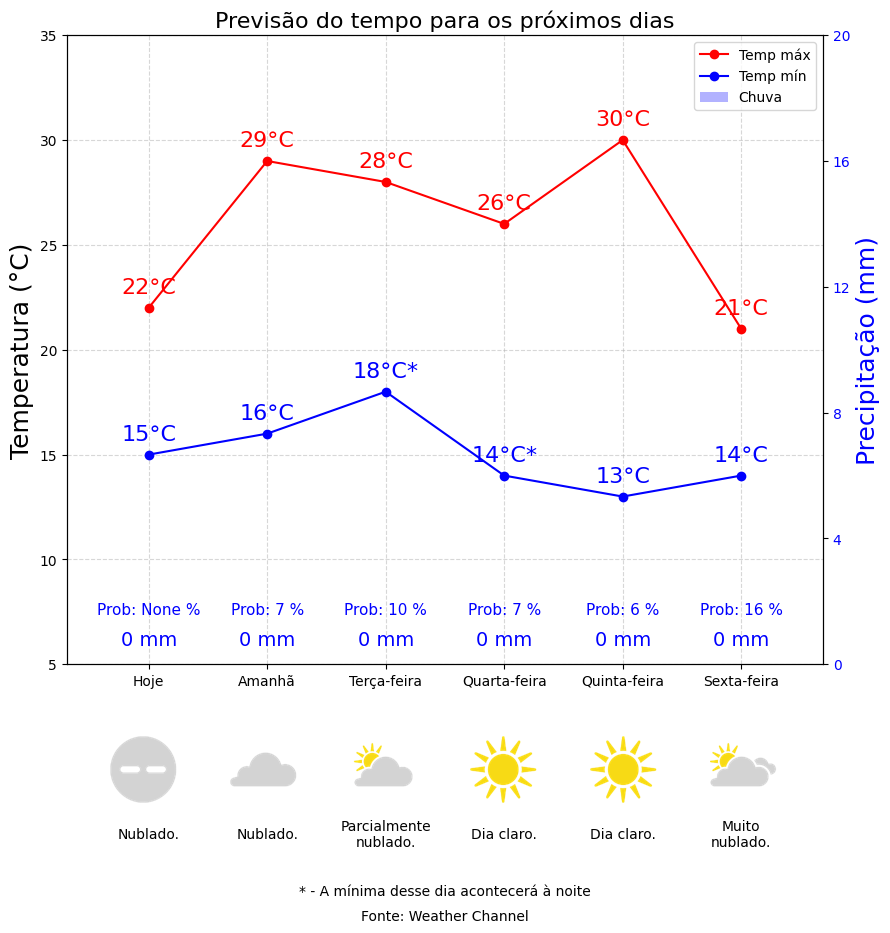 Previsão do tempo para os próximos dias
35
30
25
20
15
10
5
Temperatura (°C)
20
16
12
8
4
0
Precipitação (mm)
Temp máx
Temp mín
Chuva
22°C
29°C
28°C
26°C
30°C
21°C
15°C
16°C
18°C*
14°C*
13°C
14°C
Prob: None %
Prob: 7 %
Prob: 10 %
Prob: 7 %
Prob: 6 %
Prob: 16 %
0 mm
0 mm
0 mm
0 mm
0 mm
0 mm
Hoje
Amanhã
Terça-feira
Quarta-feira
Quinta-feira
Sexta-feira
Nublado.
Nublado.
Parcialmente
nublado.
Dia claro.
Dia claro.
Muito
nublado.
* - A mínima desse dia acontecerá à noite
Fonte: Weather Channel